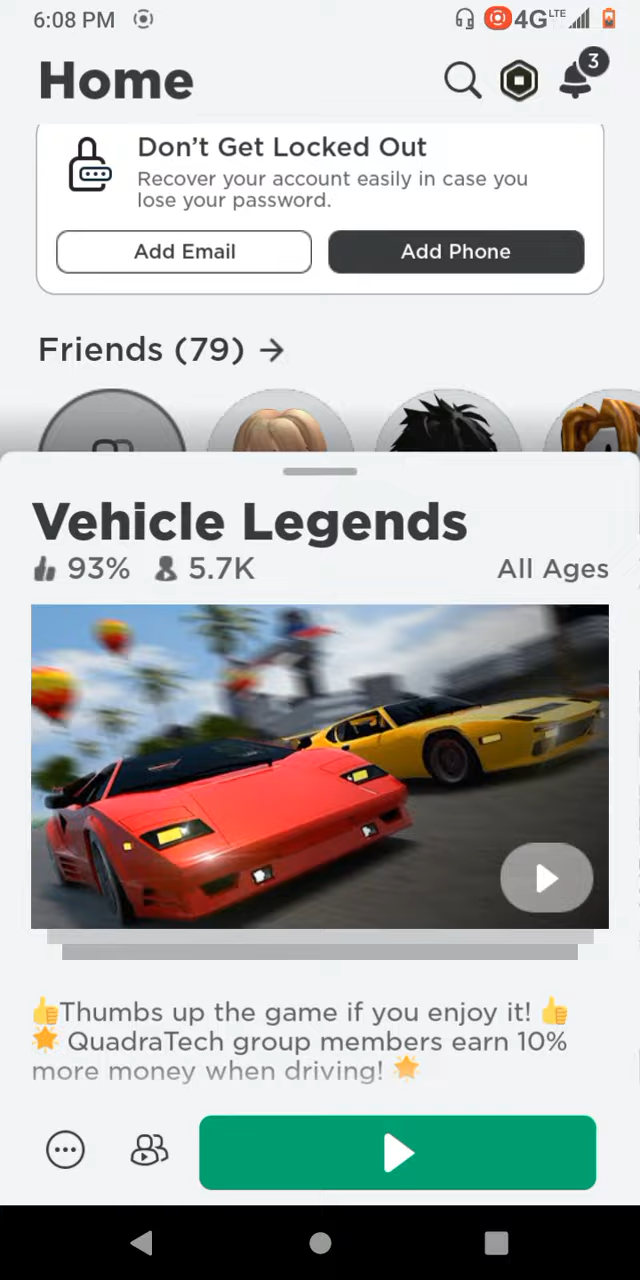 6:08 PM
4G LTE
Home
3
Don't Get Locked Out
Recover your account easily in case you
lose your password.
Add Email
Add Phone
Friends (79) →
Vehicle Legends
93% 5.7K
All Ages
👍Thumbs up the game if you enjoy it! 👍
🌟 QuadraTech group members earn 10%
more money when driving! 🌟